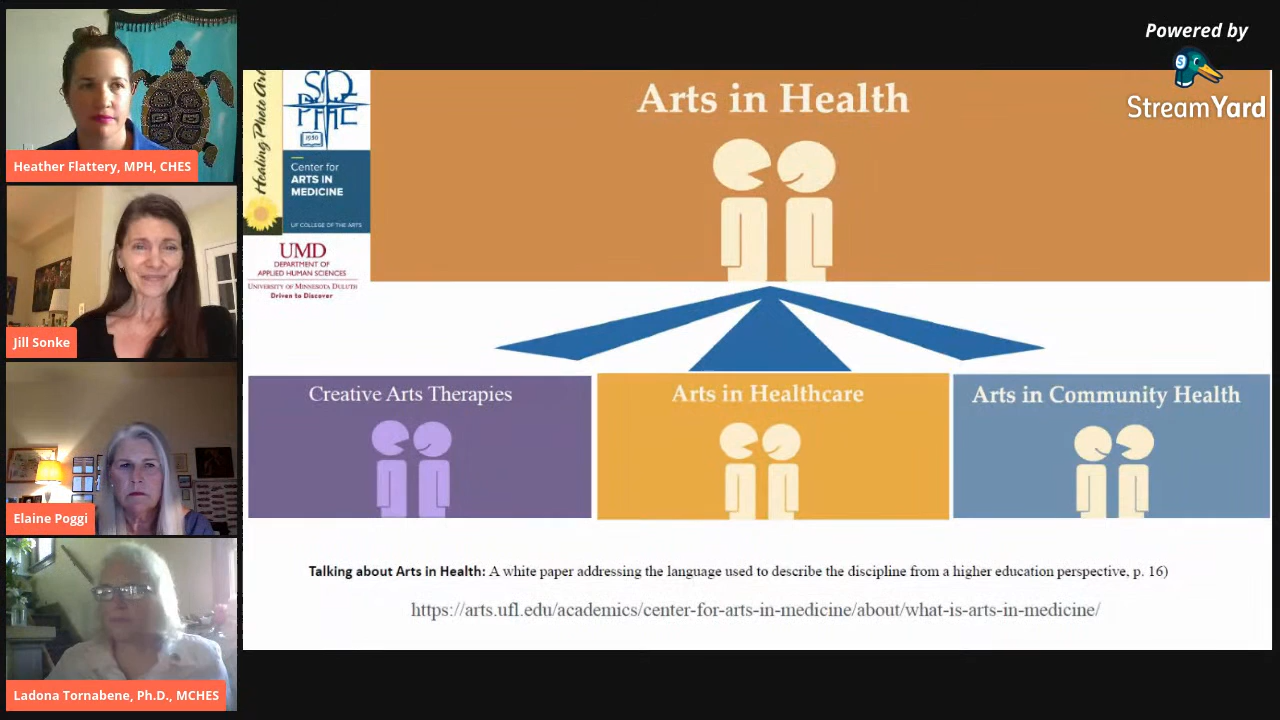 Powered by
StreamYard
Heather Flattery, MPH, CHES
Jill Sonke
Elaine Poggi
Ladona Tornabene, Ph.D., MCHES
Healing Photo Art
SOPHE
1950
Center for
ARTS IN
MEDICINE
UF COLLEGE OF THE ARTS
UMD
DEPARTMENT OF
APPLIED HUMAN SCIENCES
UNIVERSITY OF MINNESOTA DULUTH
Driven to Discover
Arts in Health
Creative Arts Therapies
Arts in Healthcare
Arts in Community Health
Talking about Arts in Health: A white paper addressing the language used to describe the discipline from a higher education perspective, p. 16)
https://arts.ufl.edu/academics/center-for-arts-in-medicine/about/what-is-arts-in-medicine/